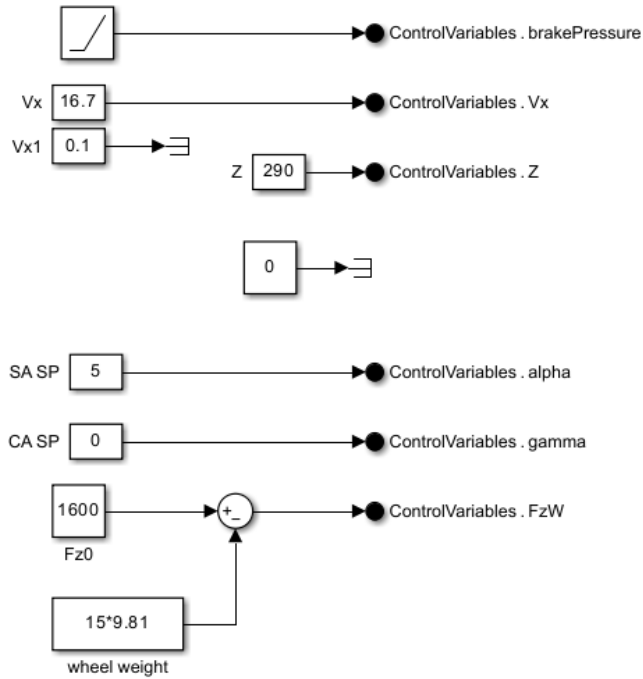 ControlVariables . brakePressure
Vx 16.7 ControlVariables . Vx
Vx1 0.1
Z 290 ControlVariables . Z
0
SA SP 5 ControlVariables . alpha
CA SP 0 ControlVariables . gamma
1600 +_ ControlVariables . FzW
Fz0
15*9.81
wheel weight